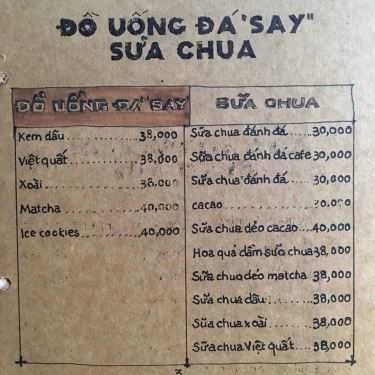 ĐỒ UỐNG ĐÁ "SAY"
SỮA CHUA
ĐỒ UỐNG ĐÁ SAY
Kem dâu 38,000
Việt quất 38,000
Xoài 38,000
Matcha 40,000
Ice cookies 40,000
SỮA CHUA
Sữa chua đánh đá 30,000
Sữa chua đánh đá cafe 30,000
Sữa chua đánh đá 30,000
cacao 30,000
Sữa chua dẻo cacao 40,000
Hoa quả dầm sữa chua 38,000
Sữa chua dẻo matcha 38,000
Sữa chua dâu 38,000
Sữa chua xoài 38,000
Sữa chua Việt quất 38,000
3